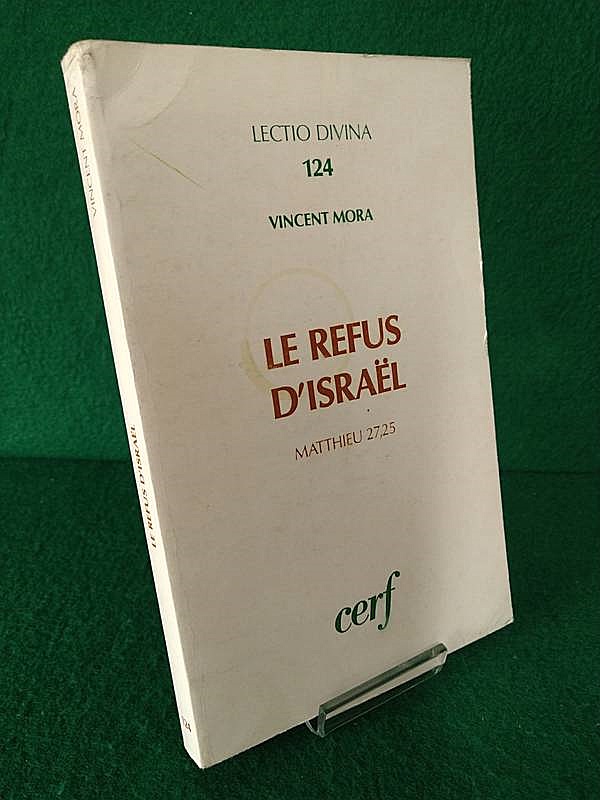 LECTIO DIVINA
124
VINCENT MORA
LE REFUS
D'ISRAËL
MATTHIEU 27,25
cerf
VINCENT MORA
LE REFUS D'ISRAËL
124